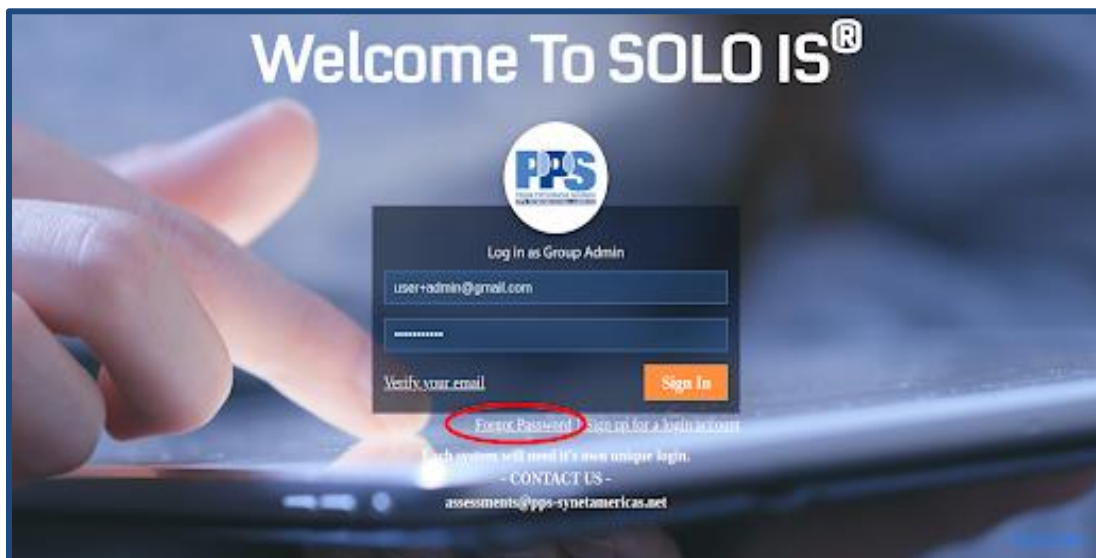 Welcome To SOLO IS®
PPS
Log in as Group Admin
user+admin@gmail.com
•••••••••••
Verify your email
Sign In
Forgot Password | Sign up for a login account
Each system will need it's own unique login.
- CONTACT US -
assessments@pps-synetamericas.net